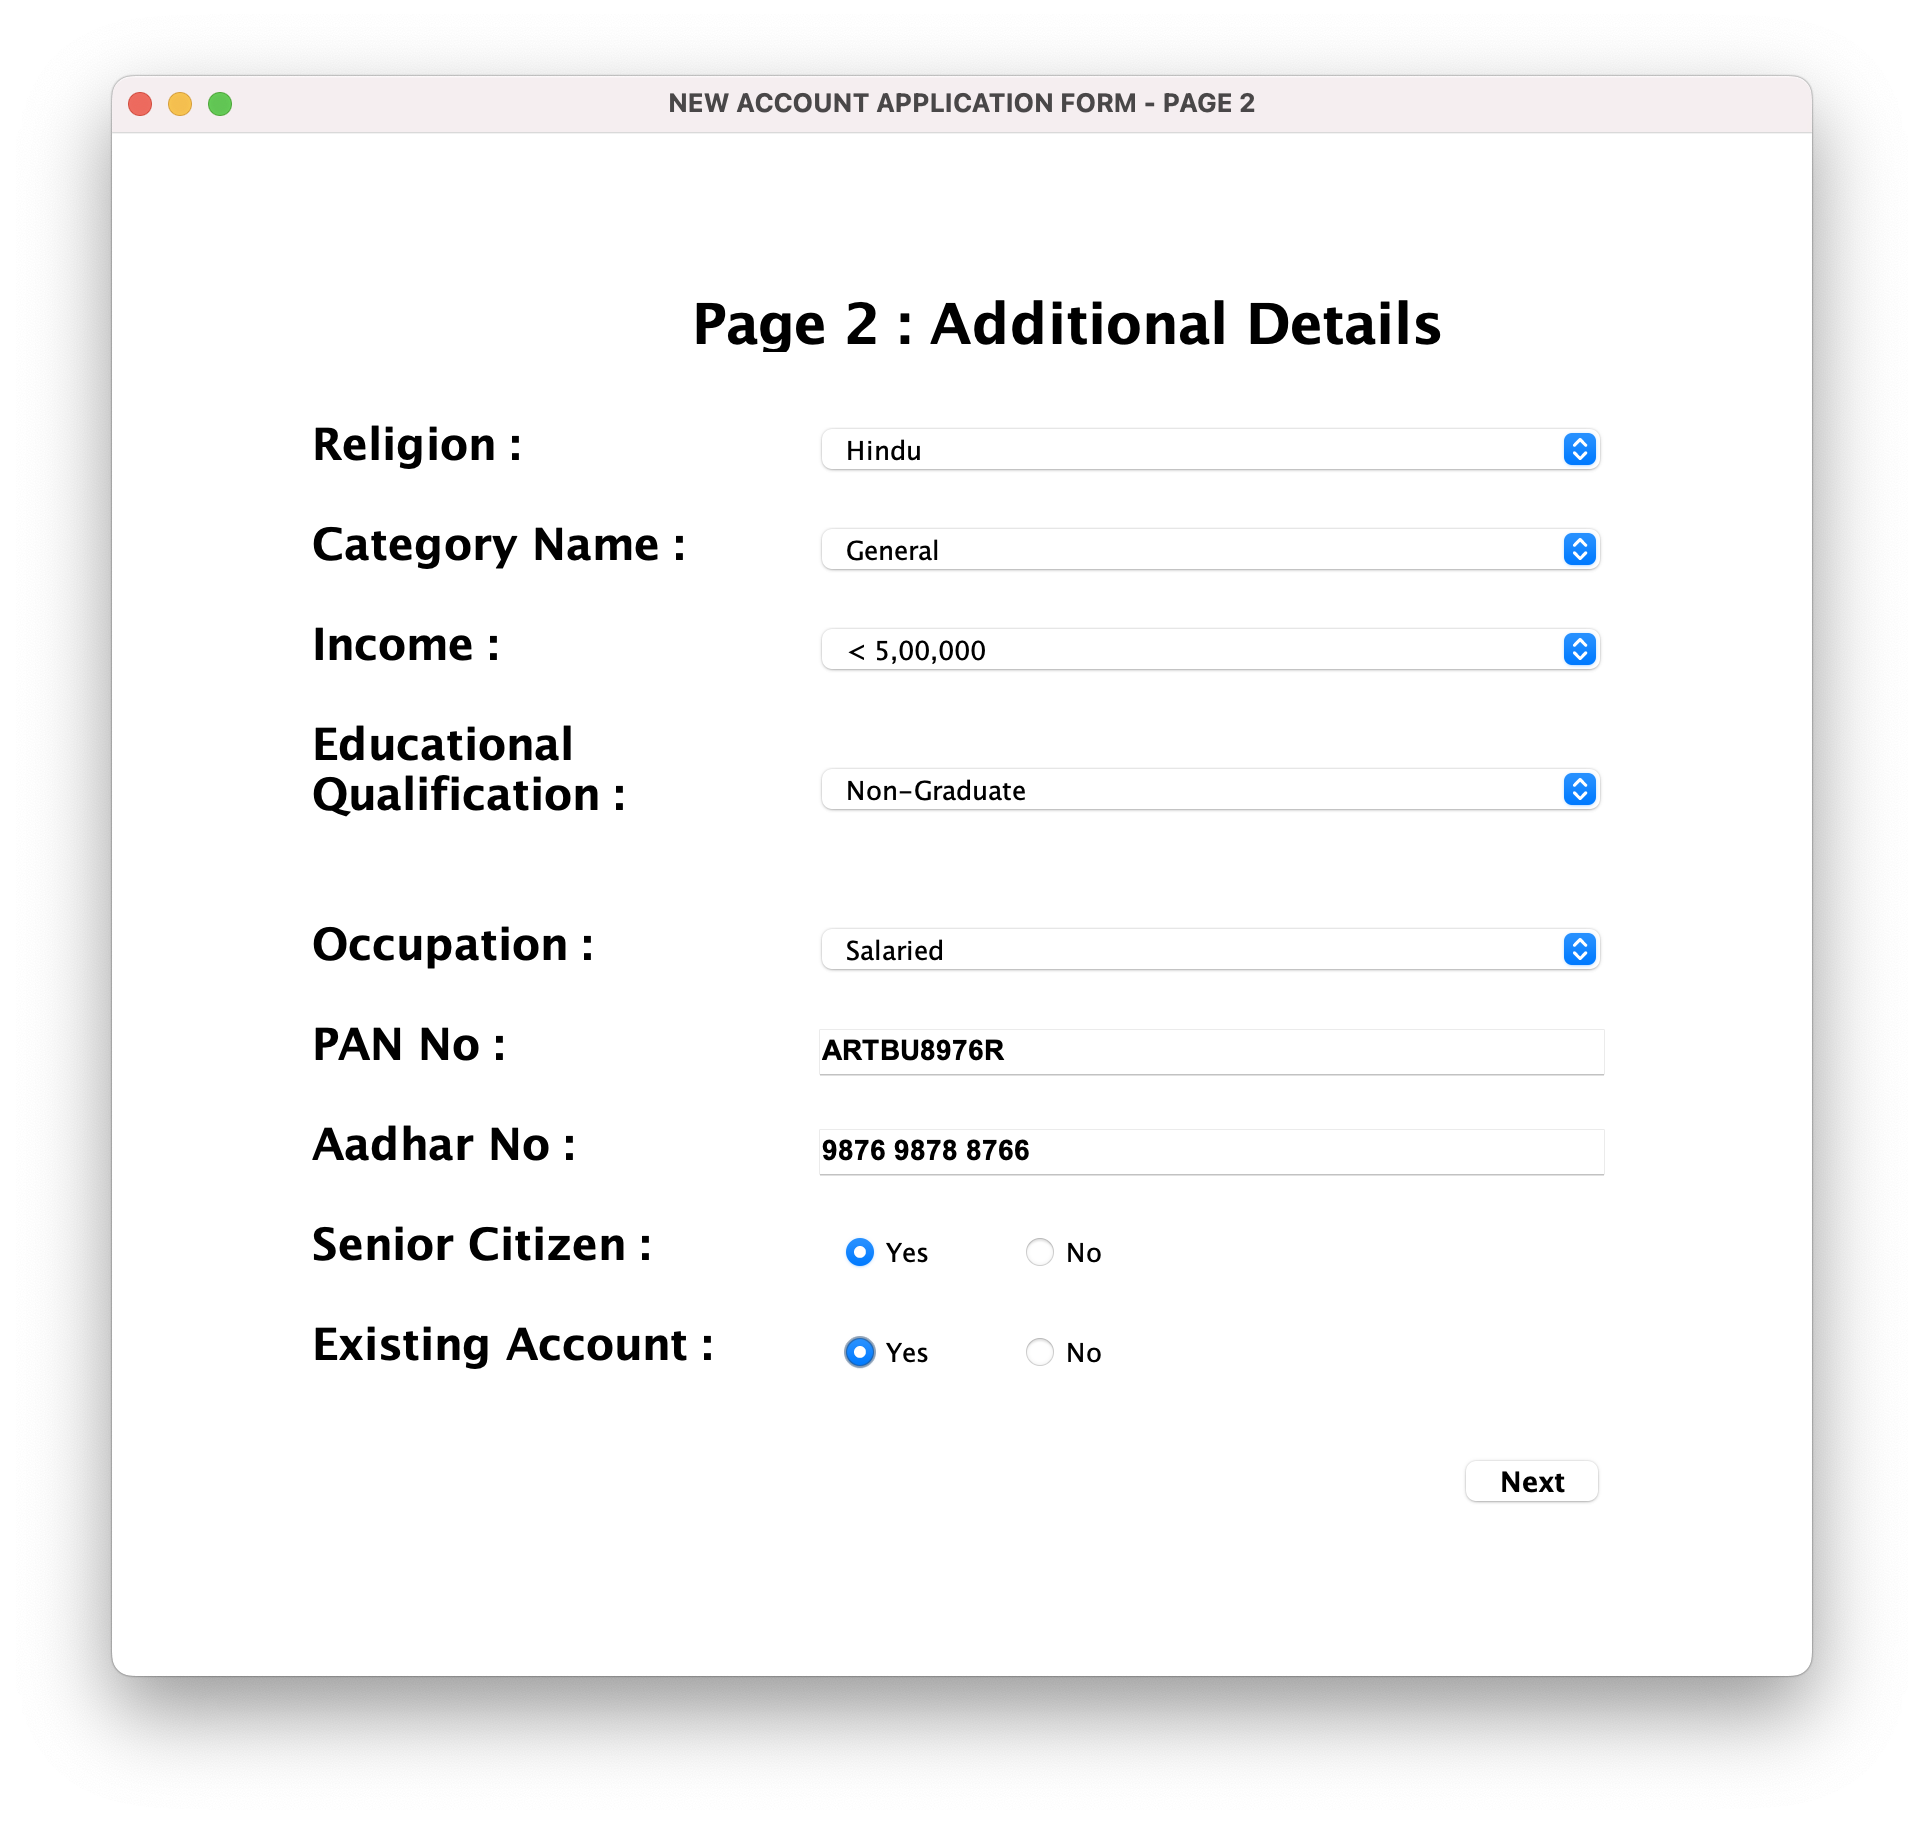 NEW ACCOUNT APPLICATION FORM - PAGE 2
Page 2 : Additional Details
Religion :
Hindu
Category Name :
General
Income :
< 5,00,000
Educational
Qualification :
Non-Graduate
Occupation :
Salaried
PAN No :
ARTBU8976R
Aadhar No :
9876 9878 8766
Senior Citizen :
Yes No
Existing Account :
Yes No
Next